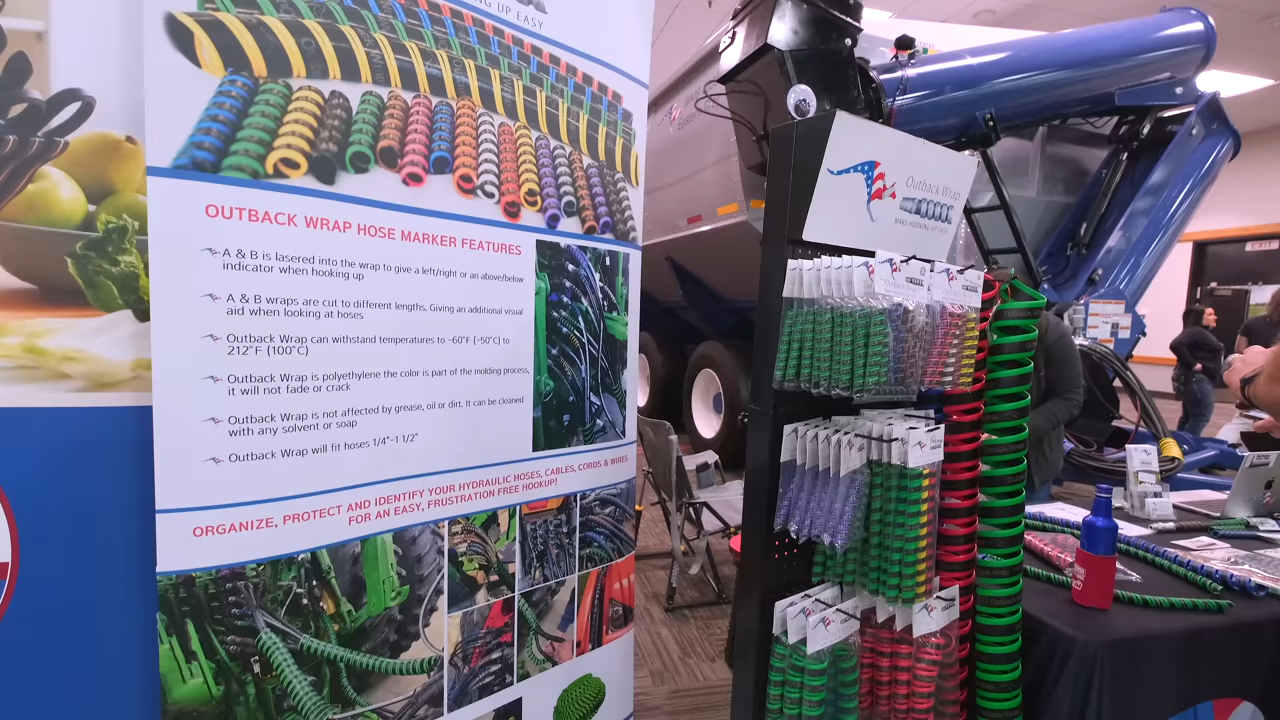 NG UP EASY
OUTBACK WRAP HOSE MARKER FEATURES
A & B is lasered into the wrap to give a left/right or an above/below
indicator when hooking up
A & B wraps are cut to different lengths. Giving an additional visual
aid when looking at hoses
Outback Wrap can withstand temperatures to -60°F (-50°C) to
212°F (100°C)
Outback Wrap is polyethylene the color is part of the molding process,
it will not fade or crack
Outback Wrap is not affected by grease, oil or dirt. It can be cleaned
with any solvent or soap
Outback Wrap will fit hoses 1/4"-1 1/2"
ORGANIZE, PROTECT AND IDENTIFY YOUR HYDRAULIC HOSES, CABLES, CORDS & WIRES
FOR AN EASY, FRUSTRATION FREE HOOKUP!
Outback Wrap
MAKE HOOKING UP EASY
EXIT